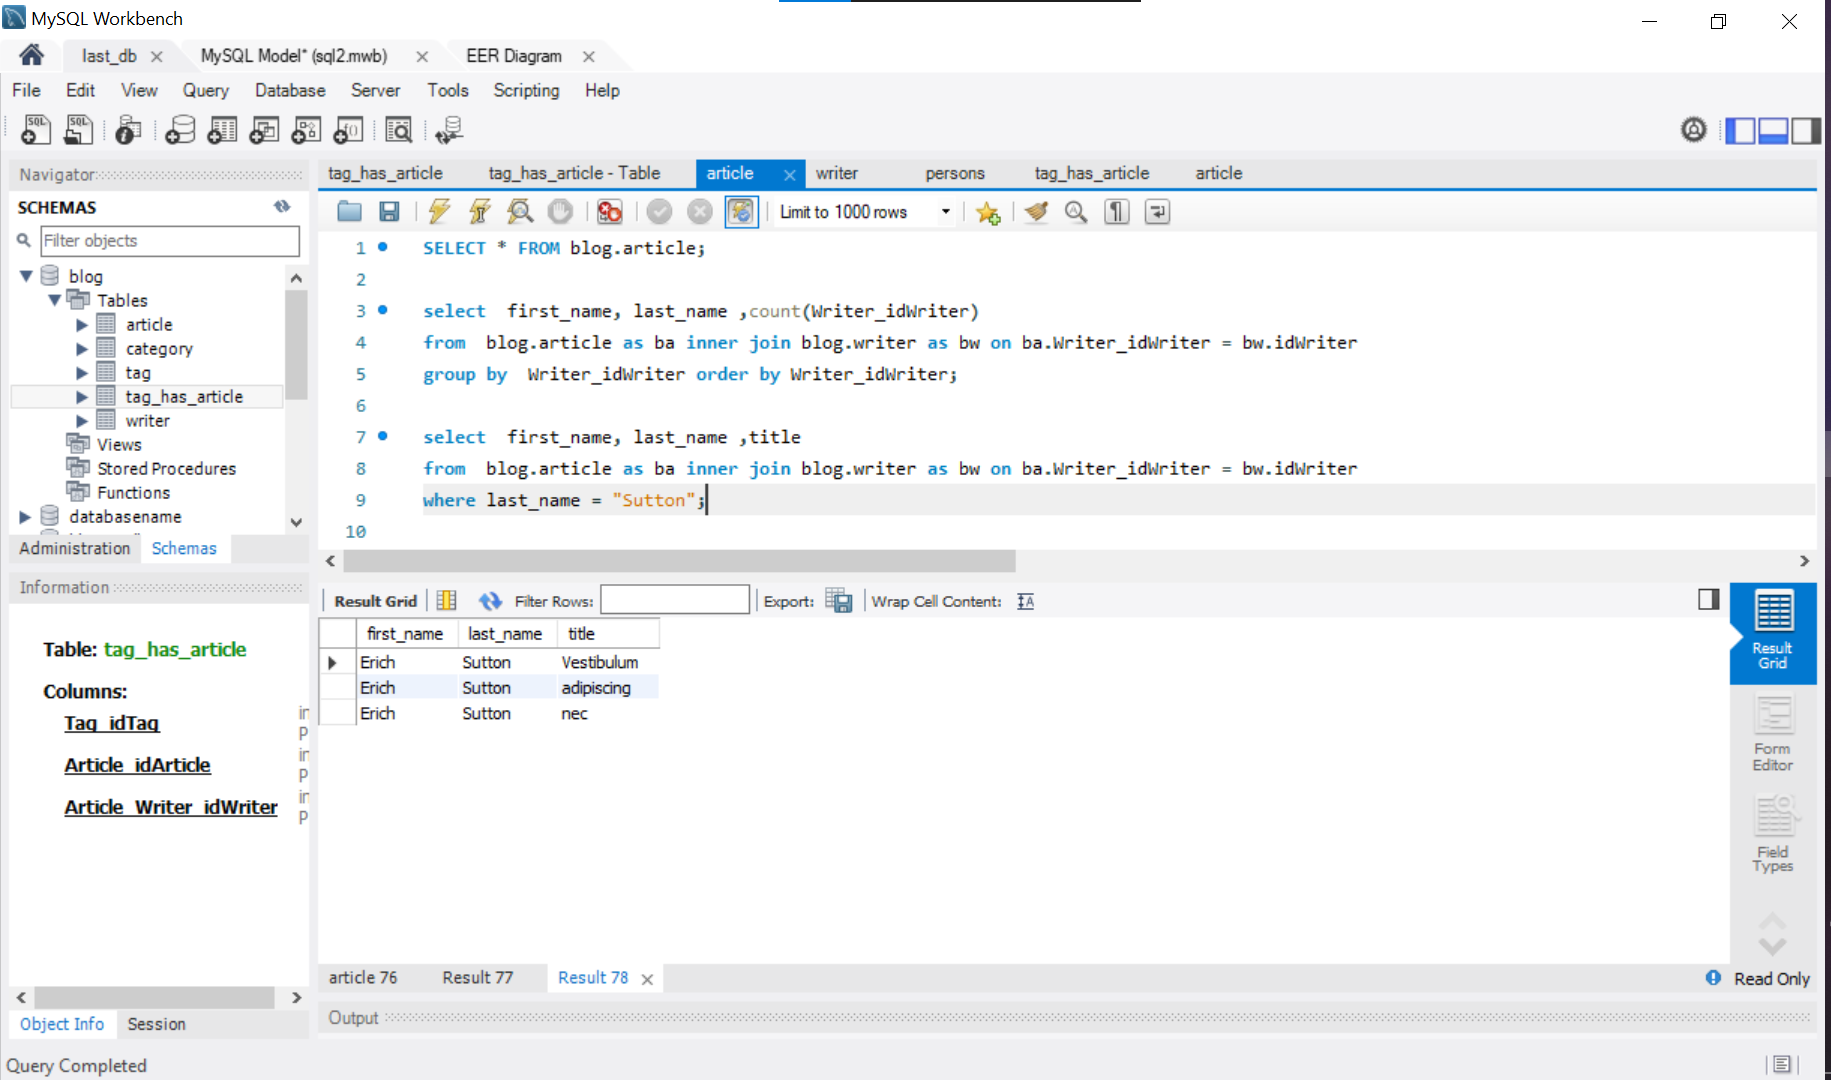 MySQL Workbench
last_db
MySQL Model* (sql2.mwb)
EER Diagram
File Edit View Query Database Server Tools Scripting Help
Navigator
SCHEMAS
Filter objects
blog
Tables
article
category
tag
tag_has_article
writer
Views
Stored Procedures
Functions
databasename
Administration Schemas
Information
Table: tag_has_article
Columns:
Tag_idTag
Article_idArticle
Article_Writer_idWriter
Object Info Session
Query Completed
tag_has_article tag_has_article - Table article writer persons tag_has_article article
Limit to 1000 rows
1 SELECT * FROM blog.article;
2
3 select  first_name, last_name ,count(Writer_idWriter)
4 from  blog.article as ba inner join blog.writer as bw on ba.Writer_idWriter = bw.idWriter
5 group by  Writer_idWriter order by Writer_idWriter;
6
7 select  first_name, last_name ,title
8 from  blog.article as ba inner join blog.writer as bw on ba.Writer_idWriter = bw.idWriter
9 where last_name = "Sutton";
10
Result Grid Filter Rows: Export: Wrap Cell Content:
first_name last_name title
Erich Sutton Vestibulum
Erich Sutton adipiscing
Erich Sutton nec
Result
Grid
Form
Editor
Field
Types
article 76 Result 77 Result 78
Read Only
Output